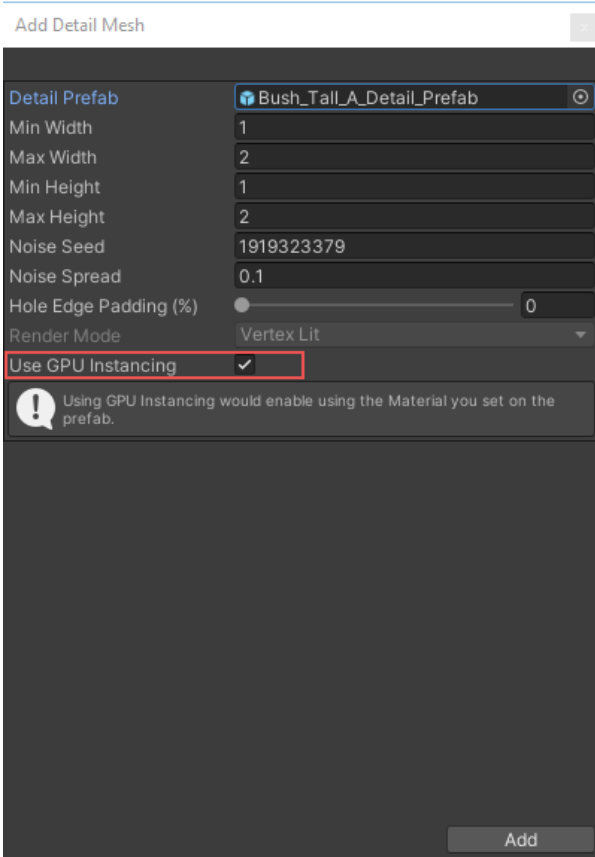 Add Detail Mesh
x
Detail Prefab Bush_Tall_A_Detail_Prefab
Min Width 1
Max Width 2
Min Height 1
Max Height 2
Noise Seed 1919323379
Noise Spread 0.1
Hole Edge Padding (%) 0
Render Mode Vertex Lit
Use GPU Instancing
Using GPU Instancing would enable using the Material you set on the
prefab.
Add